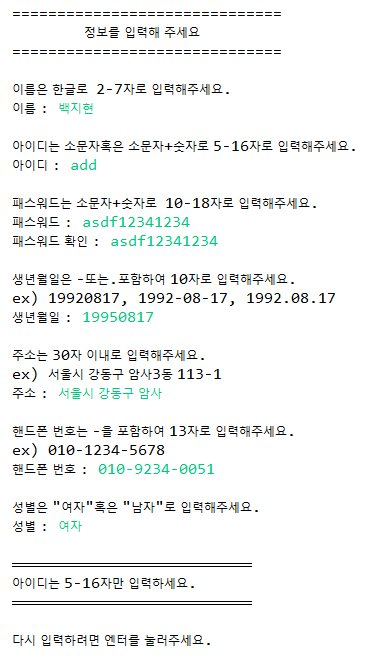 ==============================
정보를 입력해 주세요
==============================
이름은 한글로 2-7자로 입력해주세요.
이름 : 백지현
아이디는 소문자혹은 소문자+숫자로 5-16자로 입력해주세요.
아이디 : add
패스워드는 소문자+숫자로 10-18자로 입력해주세요.
패스워드 : asdf12341234
패스워드 확인 : asdf12341234
생년월일은 -또는.포함하여 10자로 입력해주세요.
ex) 19920817, 1992-08-17, 1992.08.17
생년월일 : 19950817
주소는 30자 이내로 입력해주세요.
ex) 서울시 강동구 암사3동 113-1
주소 : 서울시 강동구 암사
핸드폰 번호는 -을 포함하여 13자로 입력해주세요.
ex) 010-1234-5678
핸드폰 번호 : 010-9234-0051
성별은 "여자"혹은 "남자"로 입력해주세요.
성별 : 여자
════════════════════
아이디는 5-16자만 입력하세요.
════════════════════
다시 입력하려면 엔터를 눌러주세요.